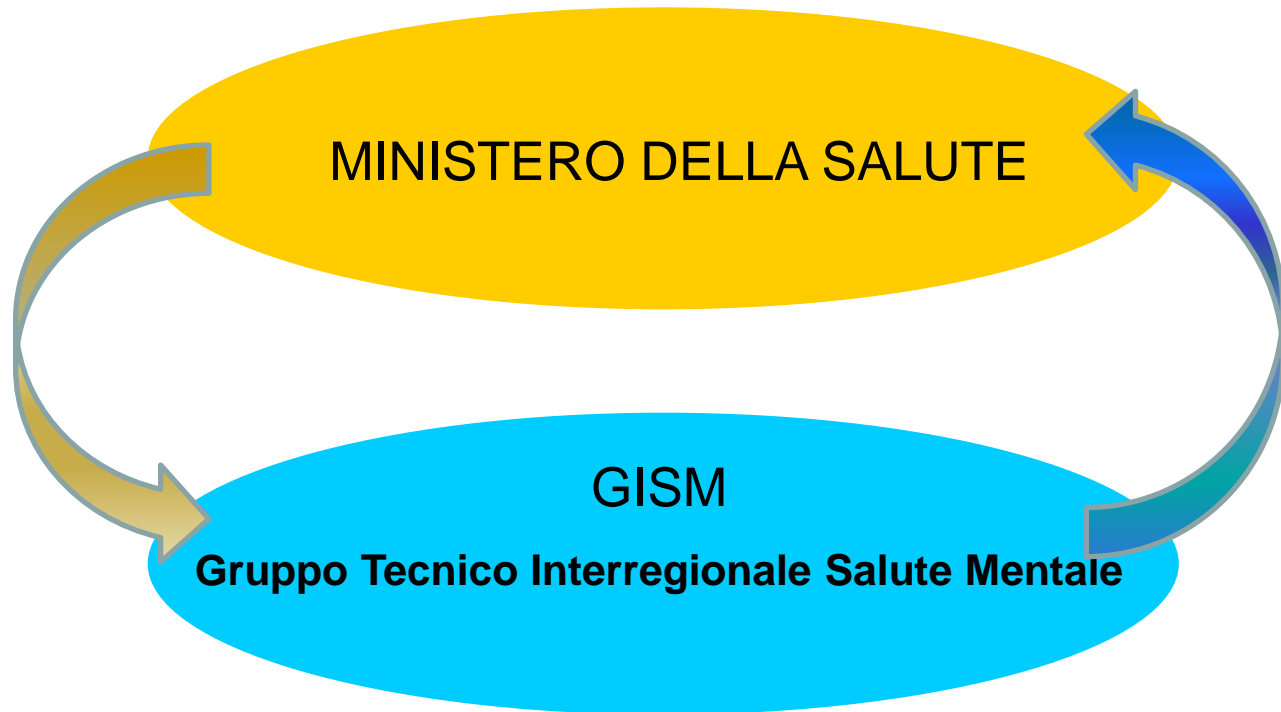 MINISTERO DELLA SALUTE
GISM
Gruppo Tecnico Interregionale Salute Mentale